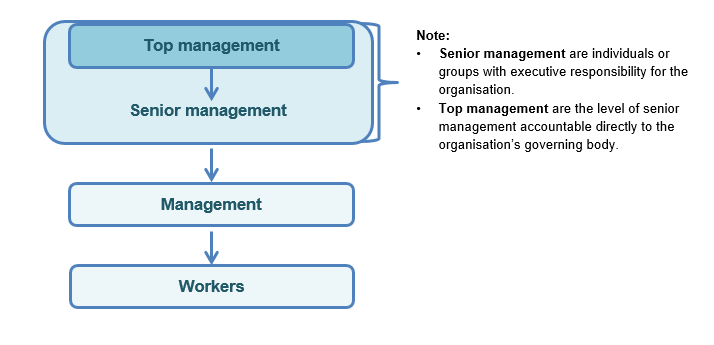 Top management
Senior management
Management
Workers
Note:
• Senior management are individuals or
groups with executive responsibility for the
organisation.
• Top management are the level of senior
management accountable directly to the
organisation's governing body.